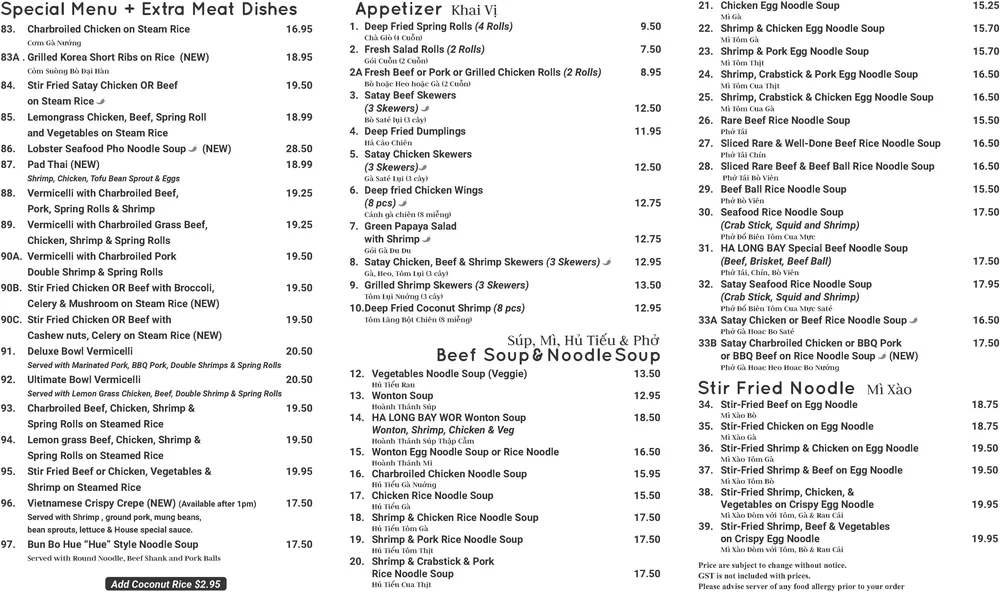 Special Menu + Extra Meat Dishes
83. Charbroiled Chicken on Steam Rice 16.95
Cơm Gà Nướng
83A . Grilled Korea Short Ribs on Rice (NEW) 18.95
Cơm Sườn Bò Đại Hàn
84. Stir Fried Satay Chicken OR Beef
on Steam Rice 19.50
85. Lemongrass Chicken, Beef, Spring Roll 18.99
and Vegetables on Steam Rice
86. Lobster Seafood Pho Noodle Soup (NEW) 28.50
87. Pad Thai (NEW) 18.99
Shrimp, Chicken, Tofu Bean Sprout & Eggs
88. Vermicelli with Charbroiled Beef, 19.25
Pork, Spring Rolls & Shrimp
89. Vermicelli with Charbroiled Grass Beef, 19.25
Chicken, Shrimp & Spring Rolls
90A. Vermicelli with Charbroiled Pork
Double Shrimp & Spring Rolls 19.50
90B. Stir Fried Chicken OR Beef with Broccoli, 19.50
Celery & Mushroom on Steam Rice (NEW)
90C. Stir Fried Chicken OR Beef with 19.50
Cashew nuts, Celery on Steam Rice (NEW)
91. Deluxe Bowl Vermicelli 20.50
Served with Marinated Pork, BBQ Pork, Double Shrimps & Spring Rolls
92. Ultimate Bowl Vermicelli 20.50
Served with Lemon Grass Chicken, Beef, Double Shrimp & Spring Rolls
93. Charbroiled Beef, Chicken, Shrimp & 19.50
Spring Rolls on Steamed Rice
94. Lemon grass Beef, Chicken, Shrimp & 19.50
Spring Rolls on Steamed Rice
95. Stir Fried Beef or Chicken, Vegetables & 19.95
Shrimp on Steamed Rice
96. Vietnamese Crispy Crepe (NEW) (Available after 1pm) 17.50
Served with Shrimp , ground pork, mung beans,
bean sprouts, lettuce & House special sauce.
97. Bun Bo Hue “Hue” Style Noodle Soup 17.50
Served with Round Noodle, Beef Shank and Pork Balls
Add Coconut Rice $2.95
Appetizer Khai Vị
1. Deep Fried Spring Rolls (4 Rolls) 9.50
Chả Giò (4 Cuốn)
2. Fresh Salad Rolls (2 Rolls) 7.50
Gỏi Cuốn (2 Cuốn)
2A Fresh Beef or Pork or Grilled Chicken Rolls (2 Rolls) 8.95
Bò hoặc Heo hoặc Gà (2 Cuốn)
3. Satay Beef Skewers
(3 Skewers) 12.50
Bò Saté lụi (3 cây)
4. Deep Fried Dumplings 11.95
Há Cảo Chiên
5. Satay Chicken Skewers
(3 Skewers) 12.50
Gà Saté Lụi (3 cây)
6. Deep fried Chicken Wings
(8 pcs) 12.75
Cánh gà chiên (8 miếng)
7. Green Papaya Salad
with Shrimp 12.75
Gỏi Gà Đu Đu
8. Satay Chicken, Beef & Shrimp Skewers (3 Skewers) 12.95
Gà, Heo, Tôm Lụi (3 cây)
9. Grilled Shrimp Skewers (3 Skewers) 13.50
Tôm Lụi Nướng (3 cây)
10. Deep Fried Coconut Shrimp (8 pcs) 12.95
Tôm Lăng Bột Chiên (8 miếng)
Súp, Mì, Hủ Tiếu & Phở
Beef Soup & Noodle Soup
12. Vegetables Noodle Soup (Veggie) 13.50
Hủ Tiếu Rau
13. Wonton Soup 12.95
Hoành Thánh Súp
14. HA LONG BAY WOR Wonton Soup 18.50
Wonton, Shrimp, Chicken & Veg
Hoành Thánh Súp Thập Cẩm
15. Wonton Egg Noodle Soup or Rice Noodle 16.50
Hoành Thánh Mì
16. Charbroiled Chicken Noodle Soup 15.95
Hủ Tiếu Gà Nướng
17. Chicken Rice Noodle Soup 15.50
Hủ Tiếu Gà
18. Shrimp & Chicken Rice Noodle Soup 17.50
Hủ Tiếu Tôm Gà
19. Shrimp & Pork Rice Noodle Soup 17.50
Hủ Tiếu Tôm Thịt
20. Shrimp & Crabstick & Pork
Rice Noodle Soup 17.50
Hủ Tiếu Cua Thịt
21. Chicken Egg Noodle Soup 15.25
Mì Gà
22. Shrimp & Chicken Egg Noodle Soup 15.70
Mì Tôm Gà
23. Shrimp & Pork Egg Noodle Soup 15.70
Mì Tôm Thịt
24. Shrimp, Crabstick & Pork Egg Noodle Soup 16.50
Mì Tôm Cua Thịt
25. Shrimp, Crabstick & Chicken Egg Noodle Soup 16.50
Mì Tôm Cua Gà
26. Rare Beef Rice Noodle Soup 15.50
Phở Tái
27. Sliced Rare & Well-Done Beef Rice Noodle Soup 16.50
Phở Tái Chín
28. Sliced Rare Beef & Beef Ball Rice Noodle Soup 16.50
Phở Tái Bò Viên
29. Beef Ball Rice Noodle Soup 15.50
Phở Bò Viên
30. Seafood Rice Noodle Soup 17.50
(Crab Stick, Squid and Shrimp)
Phở Đồ Biển Tôm Cua Mực
31. HA LONG BAY Special Beef Noodle Soup
(Beef, Brisket, Beef Ball) 17.50
Phở Tái, Chín, Bò Viên
32. Satay Seafood Rice Noodle Soup 17.95
(Crab Stick, Squid and Shrimp)
Phở Đồ Biển Tôm Cua Mực Saté
33A Satay Chicken or Beef Rice Noodle Soup 16.50
Phở Gà Hoac Bo Saté
33B Satay Charbroiled Chicken or BBQ Pork
or BBQ Beef on Rice Noodle Soup (NEW) 17.50
Phở Gà Hoac Heo Hoac Bo Nướng
Stir Fried Noodle Mì Xào
34. Stir-Fried Beef on Egg Noodle 18.75
Mì Xào Bò
35. Stir-Fried Chicken on Egg Noodle 18.75
Mì Xào Gà
36. Stir-Fried Shrimp & Chicken on Egg Noodle 19.50
Mì Xào Tôm Gà
37. Stir-Fried Shrimp & Beef on Egg Noodle 19.50
Mì Xào Tôm Bò
38. Stir-Fried Shrimp, Chicken, &
Vegetables on Crispy Egg Noodle 19.95
Mì Xào Dòm với Tôm, Gà & Rau Cải
39. Stir-Fried Shrimp, Beef & Vegetables
on Crispy Egg Noodle 19.95
Mì Xào Dòm với Tôm, Bò & Rau Cải
Price are subject to change without notice.
GST is not included with prices.
Please advise server of any food allergy prior to your order